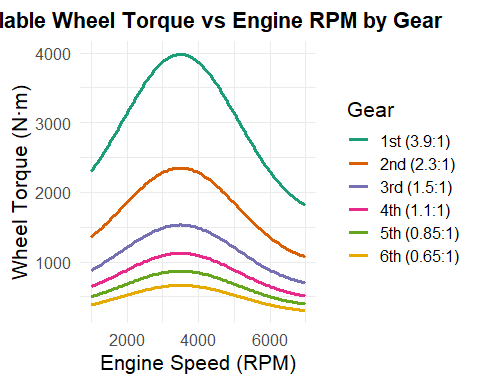 Wheel Torque vs Engine RPM by Gear
Wheel Torque (N·m)
4000
3000
2000
1000
2000 4000 6000
Engine Speed (RPM)
Gear
1st (3.9:1)
2nd (2.3:1)
3rd (1.5:1)
4th (1.1:1)
5th (0.85:1)
6th (0.65:1)